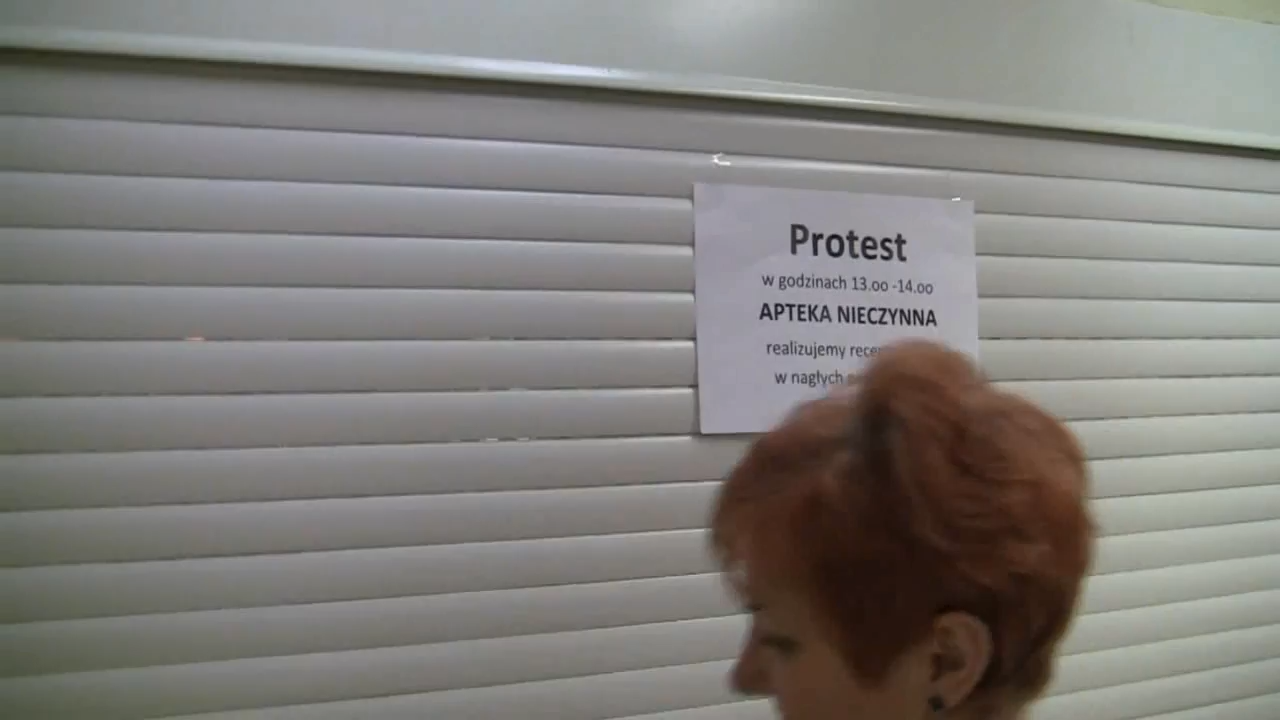 Protest
w godzinach 13.00 -14.00
APTEKA NIECZYNNA
realizujemy
w nagłych